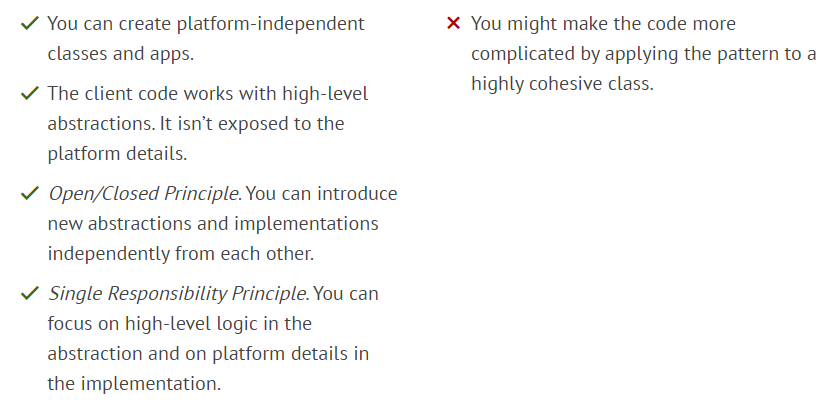 You can create platform-independent
classes and apps.
The client code works with high-level
abstractions. It isn’t exposed to the
platform details.
Open/Closed Principle. You can introduce
new abstractions and implementations
independently from each other.
Single Responsibility Principle. You can
focus on high-level logic in the
abstraction and on platform details in
the implementation.
You might make the code more
complicated by applying the pattern to a
highly cohesive class.